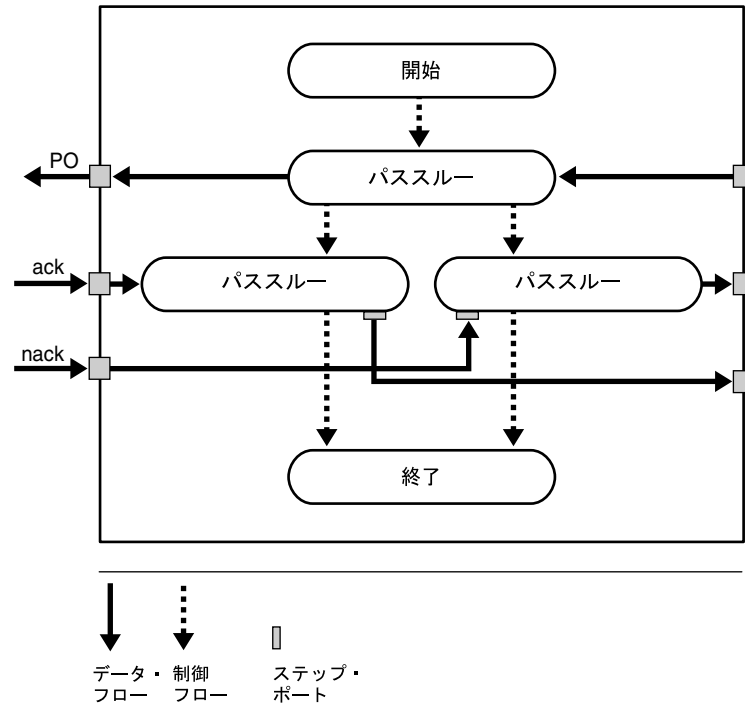 開始
PO
パススルー
ack
パススルー
パススルー
nack
終了
データ・
フロー
制御
フロー
ステップ・
ポート